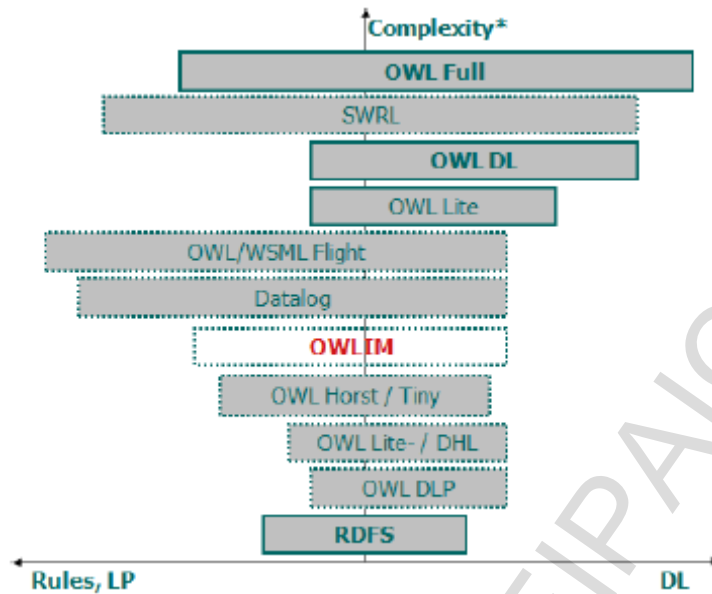 Complexity*
OWL Full
SWRL
OWL DL
OWL Lite
OWL/WSML Flight
Datalog
OWLIM
OWL Horst / Tiny
OWL Lite- / DHL
OWL DLP
RDFS
Rules, LP
DL